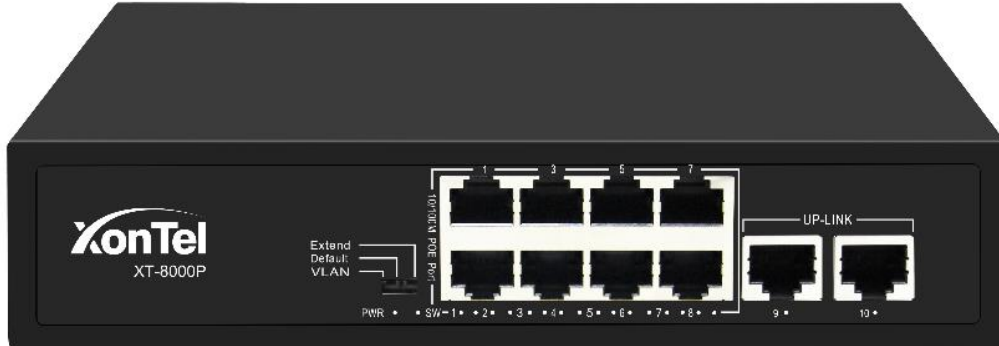 XonTel
XT-8000P
Extend
Default
VLAN
PWR
SW
10/100M POE Port
1 3 5 7
1 2 3 4 5 6 7 8
UP-LINK
9 10